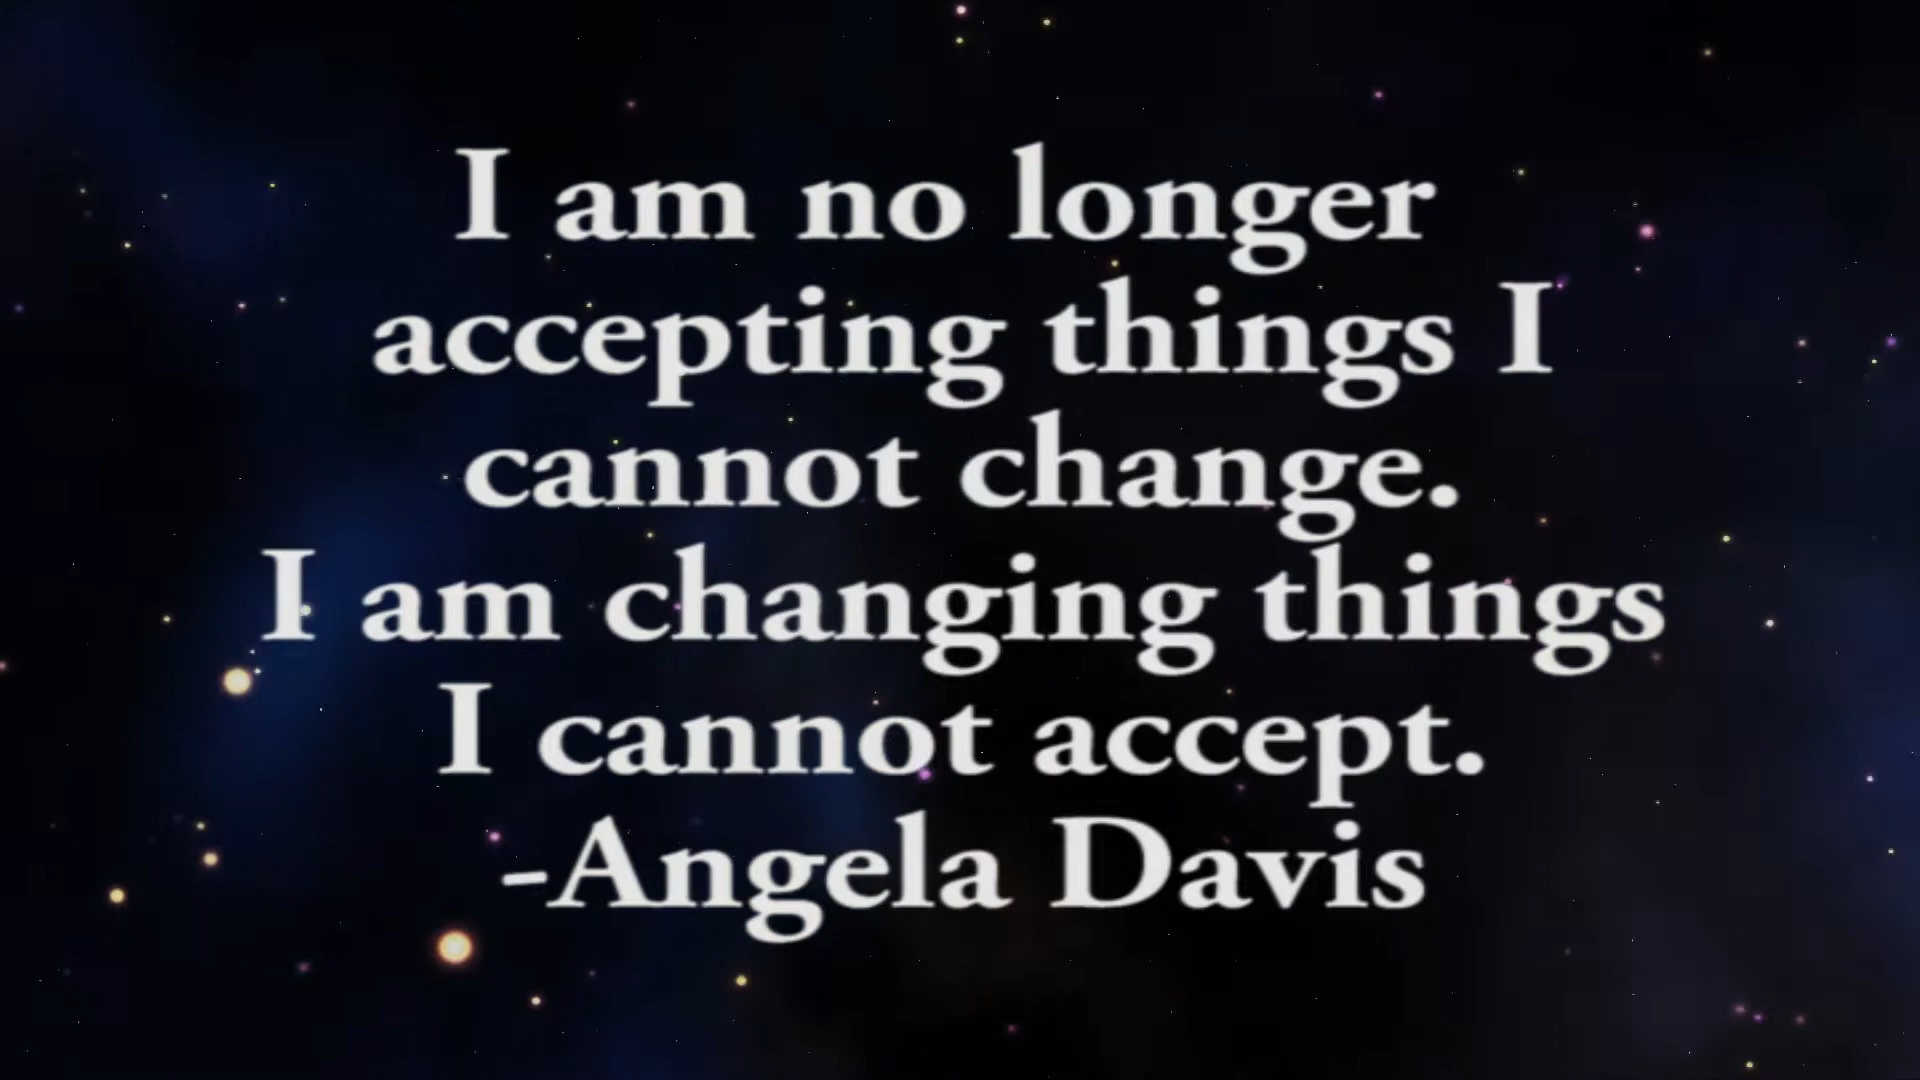 I am no longer
accepting things I
cannot change.
I am changing things
I cannot accept.
-Angela Davis